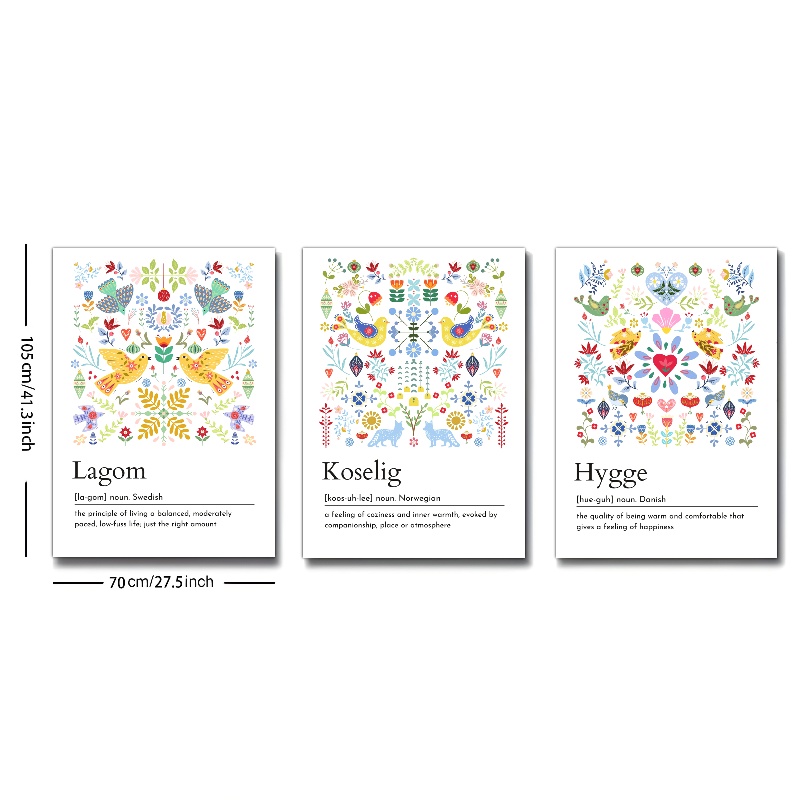 Lagom
[la-gom] noun. Swedish
the principle of living a balanced, moderately
paced, low-fuss life; just the right amount
Koselig
[koos-uh-lee] noun. Norwegian
a feeling of coziness and inner warmth, evoked by
companionship, place or atmosphere
Hygge
[hue-guh] noun. Danish
the quality of being warm and comfortable that
gives a feeling of happiness
105cm/41.3inch
70cm/27.5inch